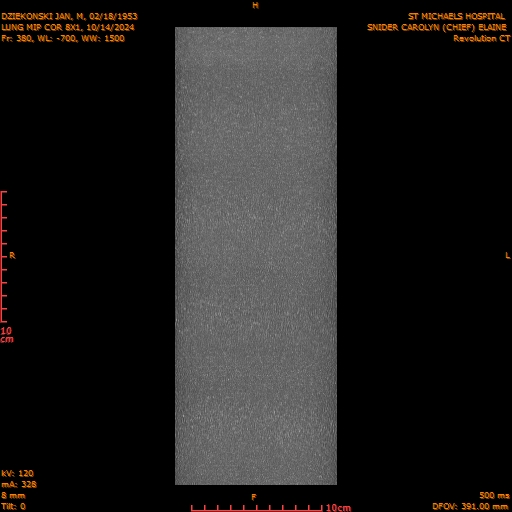 H
DZIEKONSKI JAN, M, 02/18/1953
LUNG MIP COR 8X1, 10/14/2024
Fr: 380, WL: -700, WW: 1500
ST MICHAELS HOSPITAL
SNIDER CAROLYN (CHIEF) ELAINE
Revolution CT
R
L
10
cm
kV: 120
mA: 328
8 mm
Tilt: 0
F
10cm
500 ms
DFOV: 391.00 mm